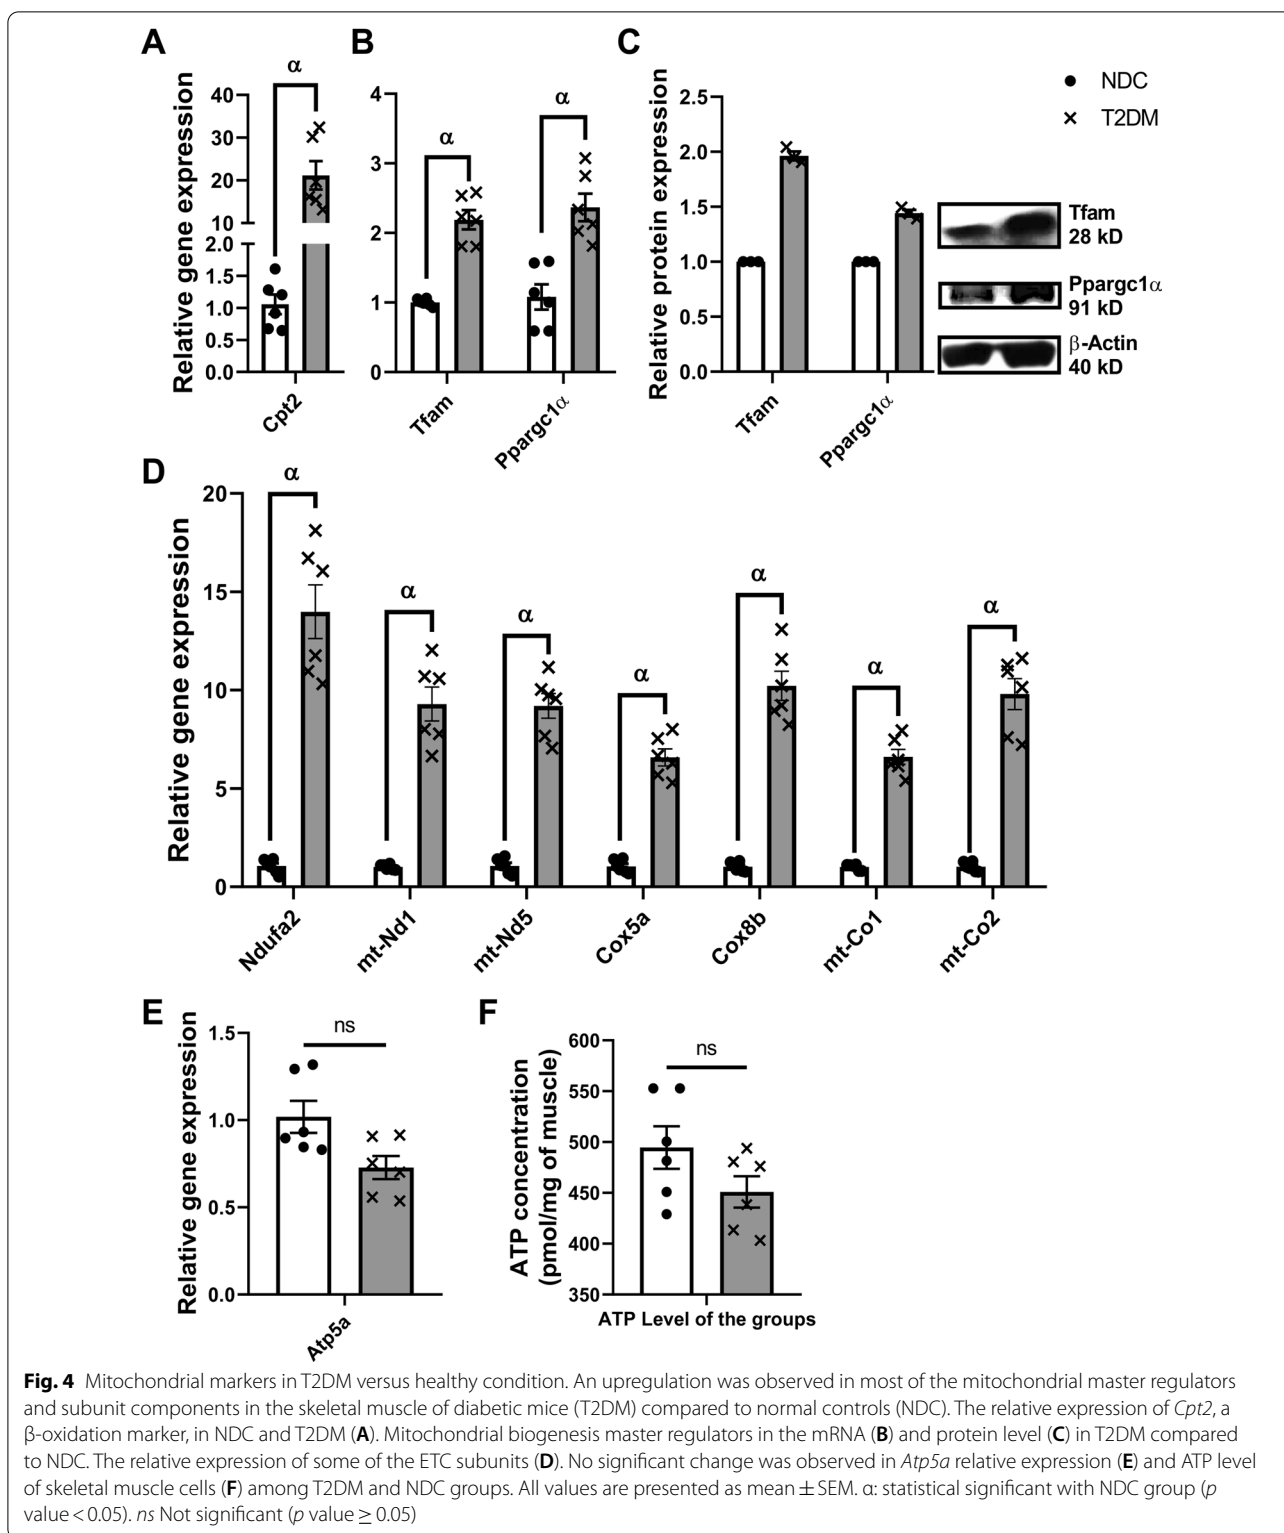 A
B
C
NDC
T2DM
Relative gene expression
40
30
20
10
2.0
1.5
1.0
0.5
0.0
α
Cpt2
4
3
2
1
0
α
α
Tfam
Ppargc1α
Relative protein expression
2.5
2.0
1.5
1.0
0.5
0.0
Tfam
Ppargc1α
Tfam
28 kD
Ppargc1α
91 kD
β-Actin
40 kD
D
Relative gene expression
20
15
10
5
0
α
α
α
α
α
α
α
Ndufa2
mt-Nd1
mt-Nd5
Cox5a
Cox8b
mt-Co1
mt-Co2
E
Relative gene expression
1.5
1.0
0.5
0.0
ns
Atp5a
F
ATP concentration
(pmol/mg of muscle)
600
550
500
450
400
350
ns
ATP Level of the groups
Fig. 4 Mitochondrial markers in T2DM versus healthy condition. An upregulation was observed in most of the mitochondrial master regulators
and subunit components in the skeletal muscle of diabetic mice (T2DM) compared to normal controls (NDC). The relative expression of Cpt2, a
β-oxidation marker, in NDC and T2DM (A). Mitochondrial biogenesis master regulators in the mRNA (B) and protein level (C) in T2DM compared
to NDC. The relative expression of some of the ETC subunits (D). No significant change was observed in Atp5a relative expression (E) and ATP level
of skeletal muscle cells (F) among T2DM and NDC groups. All values are presented as mean ± SEM. α: statistical significant with NDC group (p
value < 0.05). ns Not significant (p value ≥ 0.05)